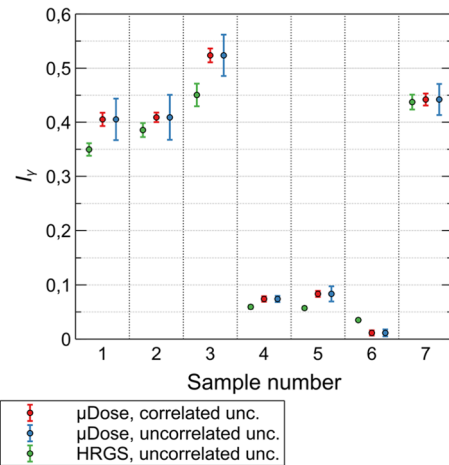 0,6
0,5
0,4
0,3
0,2
0,1
0
Iγ
1 2 3 4 5 6 7
Sample number
μDose, correlated unc.
μDose, uncorrelated unc.
HRGS, uncorrelated unc.